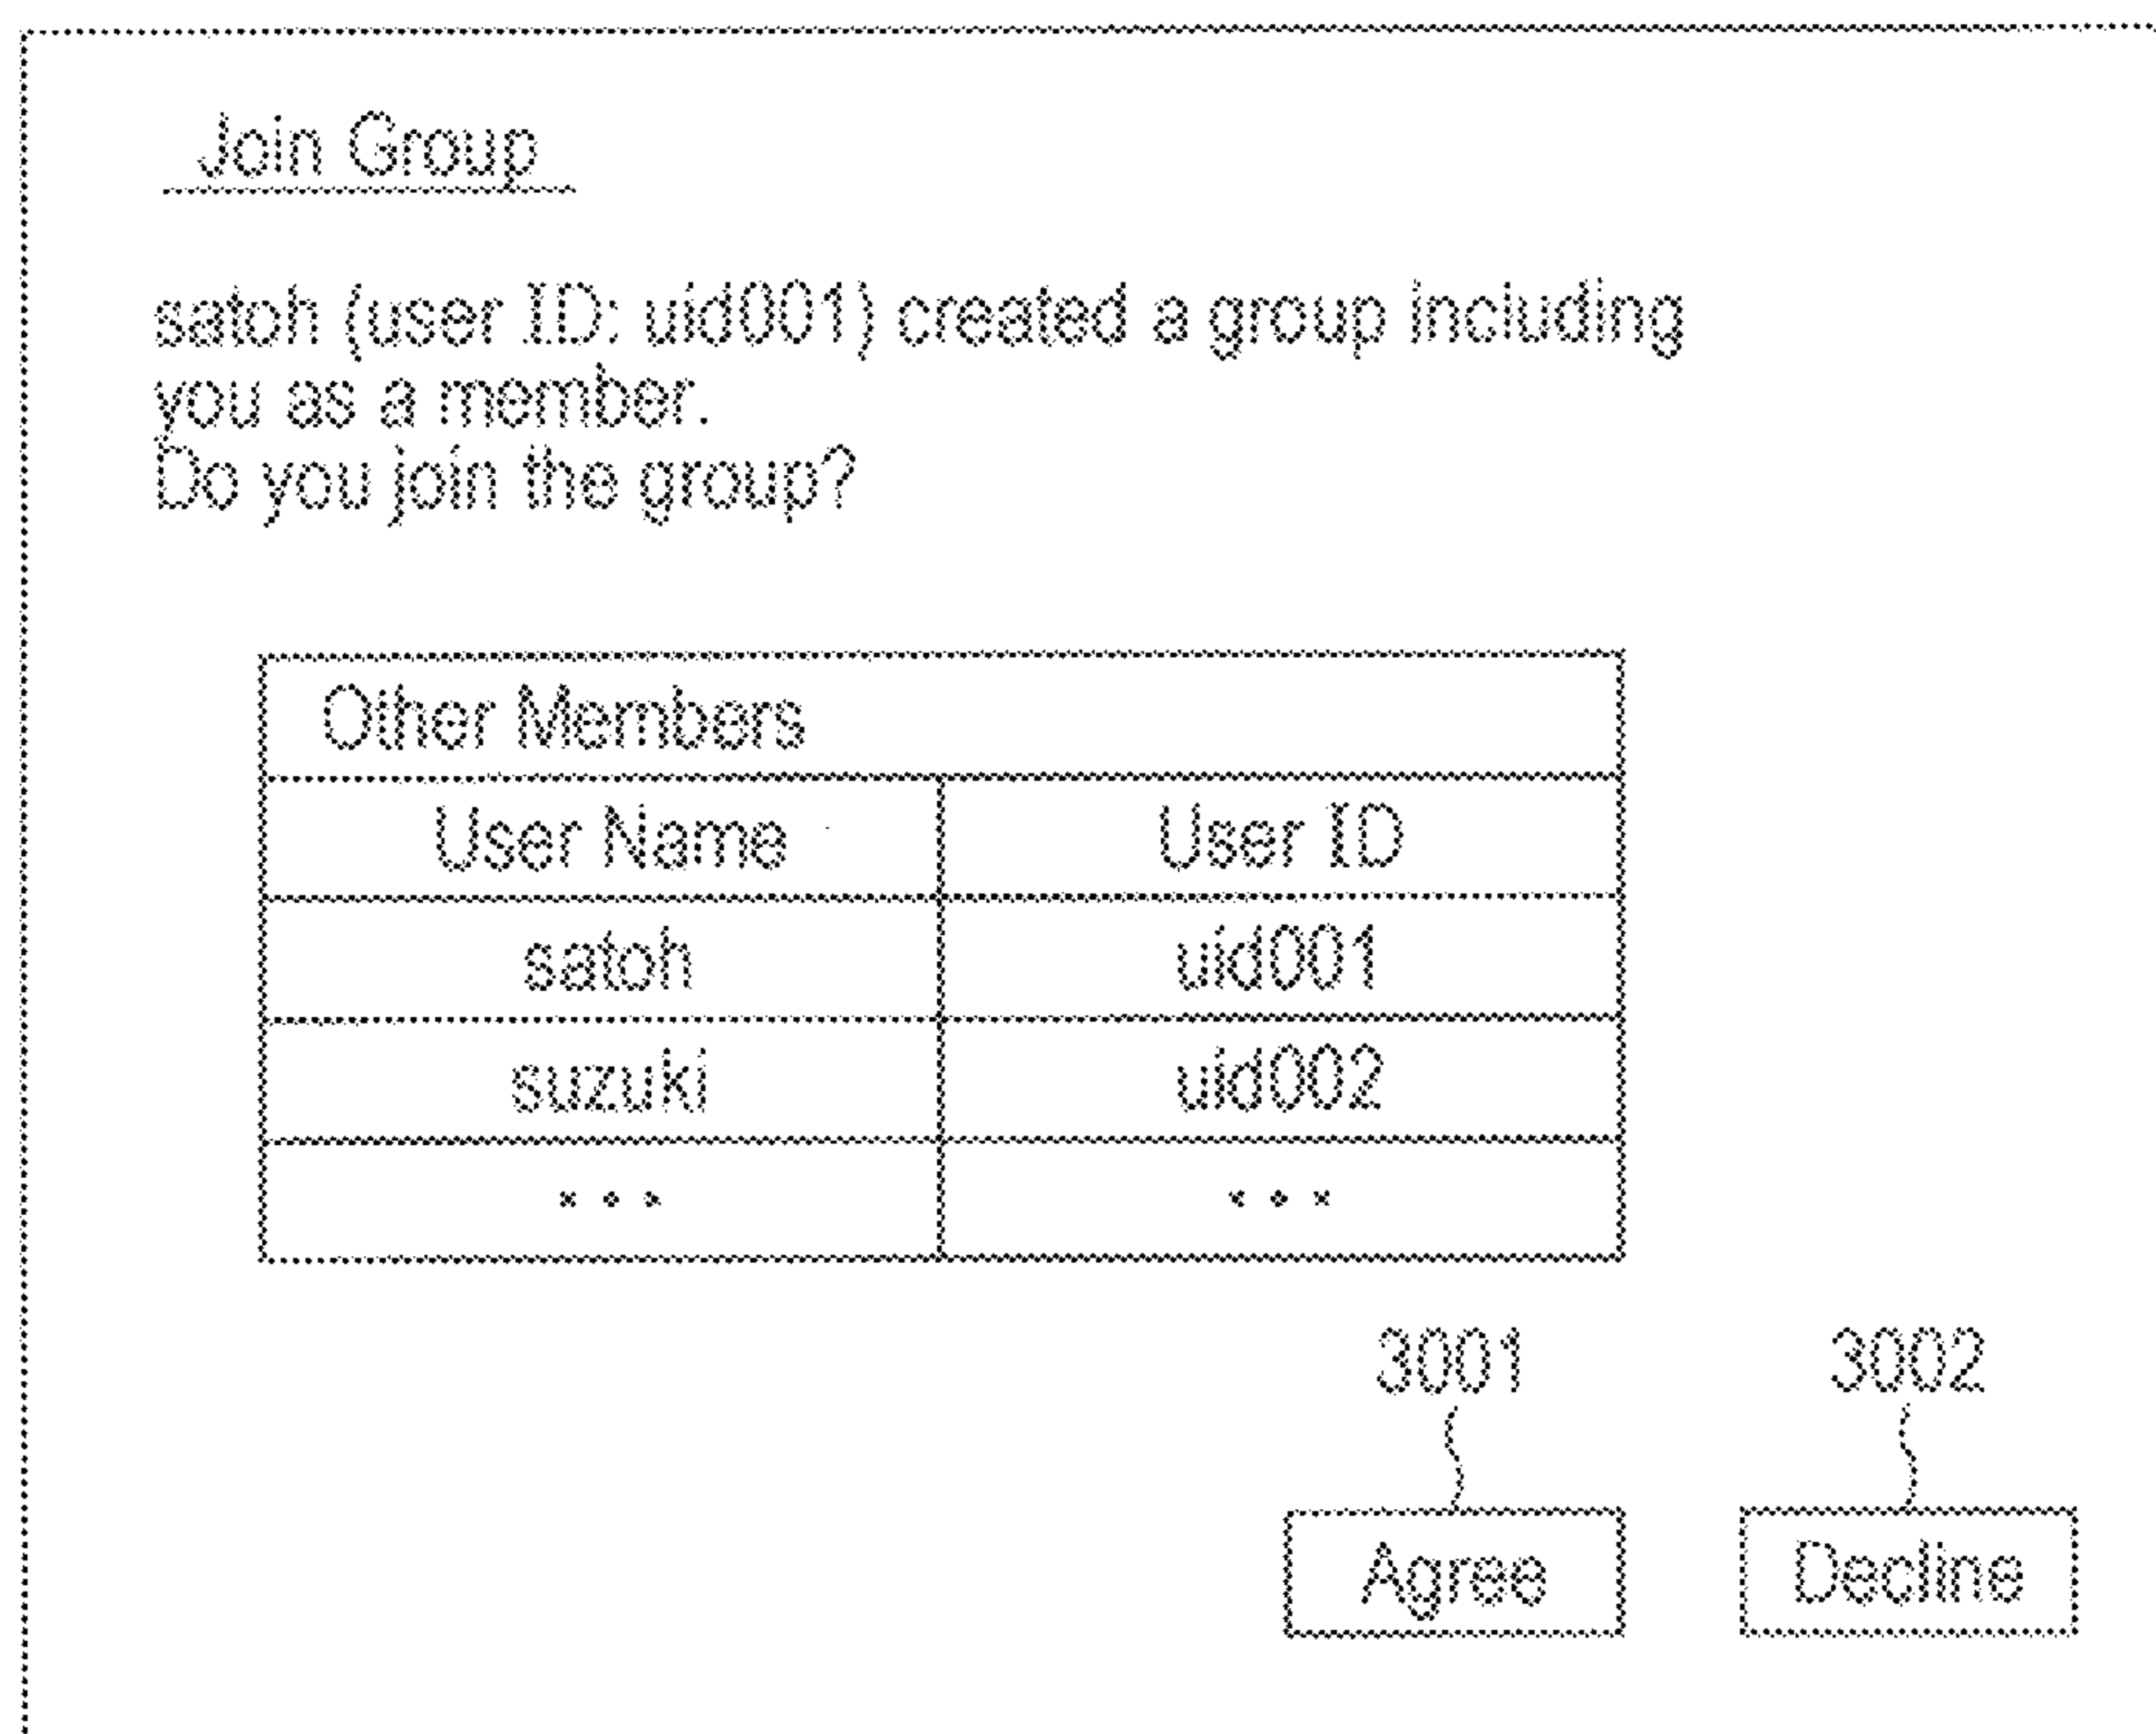 Join Group
satoh (user ID: uid001) created a group including
you as a member.
Do you join the group?
Other Members
User Name User ID
satoh uid001
suzuki uid002
... ...
3001 3002
Agree Decline